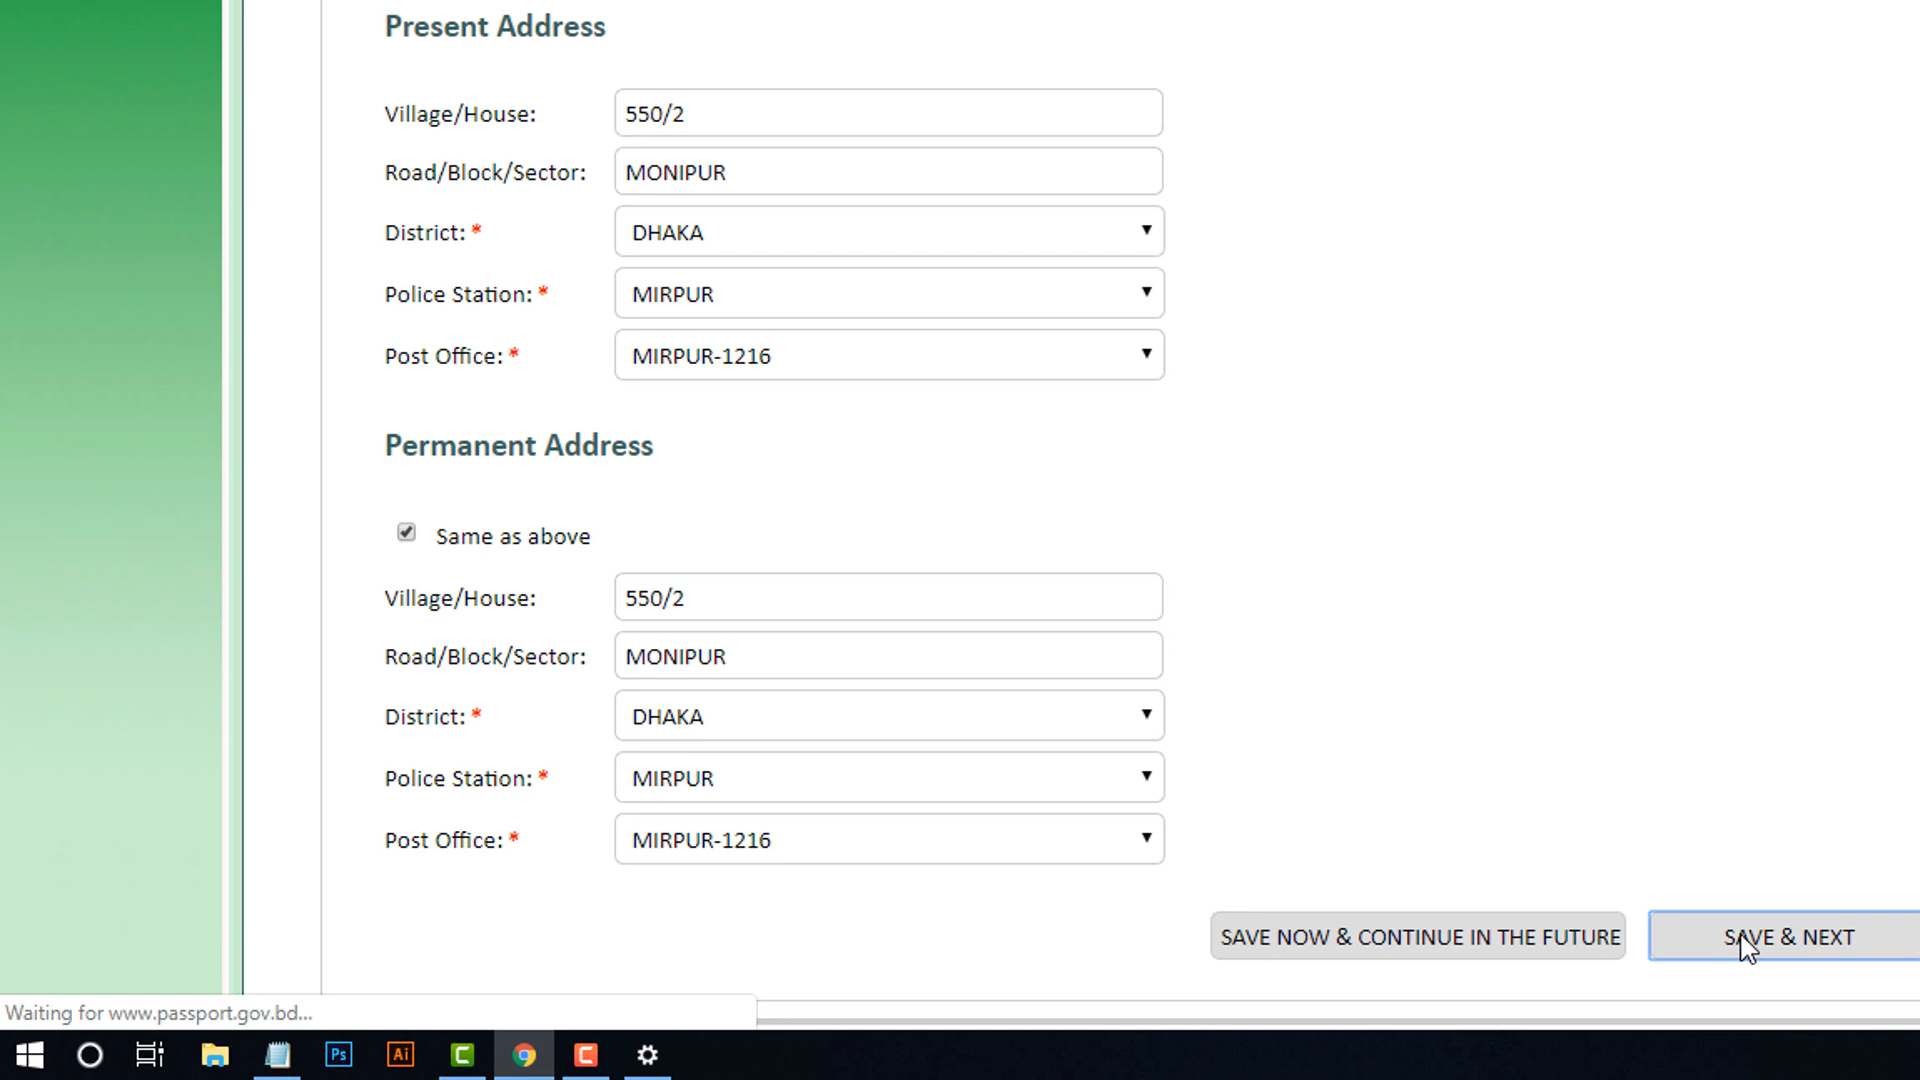 Present Address
Village/House: 550/2
Road/Block/Sector: MONIPUR
District: * DHAKA
Police Station: * MIRPUR
Post Office: * MIRPUR-1216
Permanent Address
Same as above
Village/House: 550/2
Road/Block/Sector: MONIPUR
District: * DHAKA
Police Station: * MIRPUR
Post Office: * MIRPUR-1216
SAVE NOW & CONTINUE IN THE FUTURE SAVE & NEXT
Waiting for www.passport.gov.bd...
Ps Ai C C